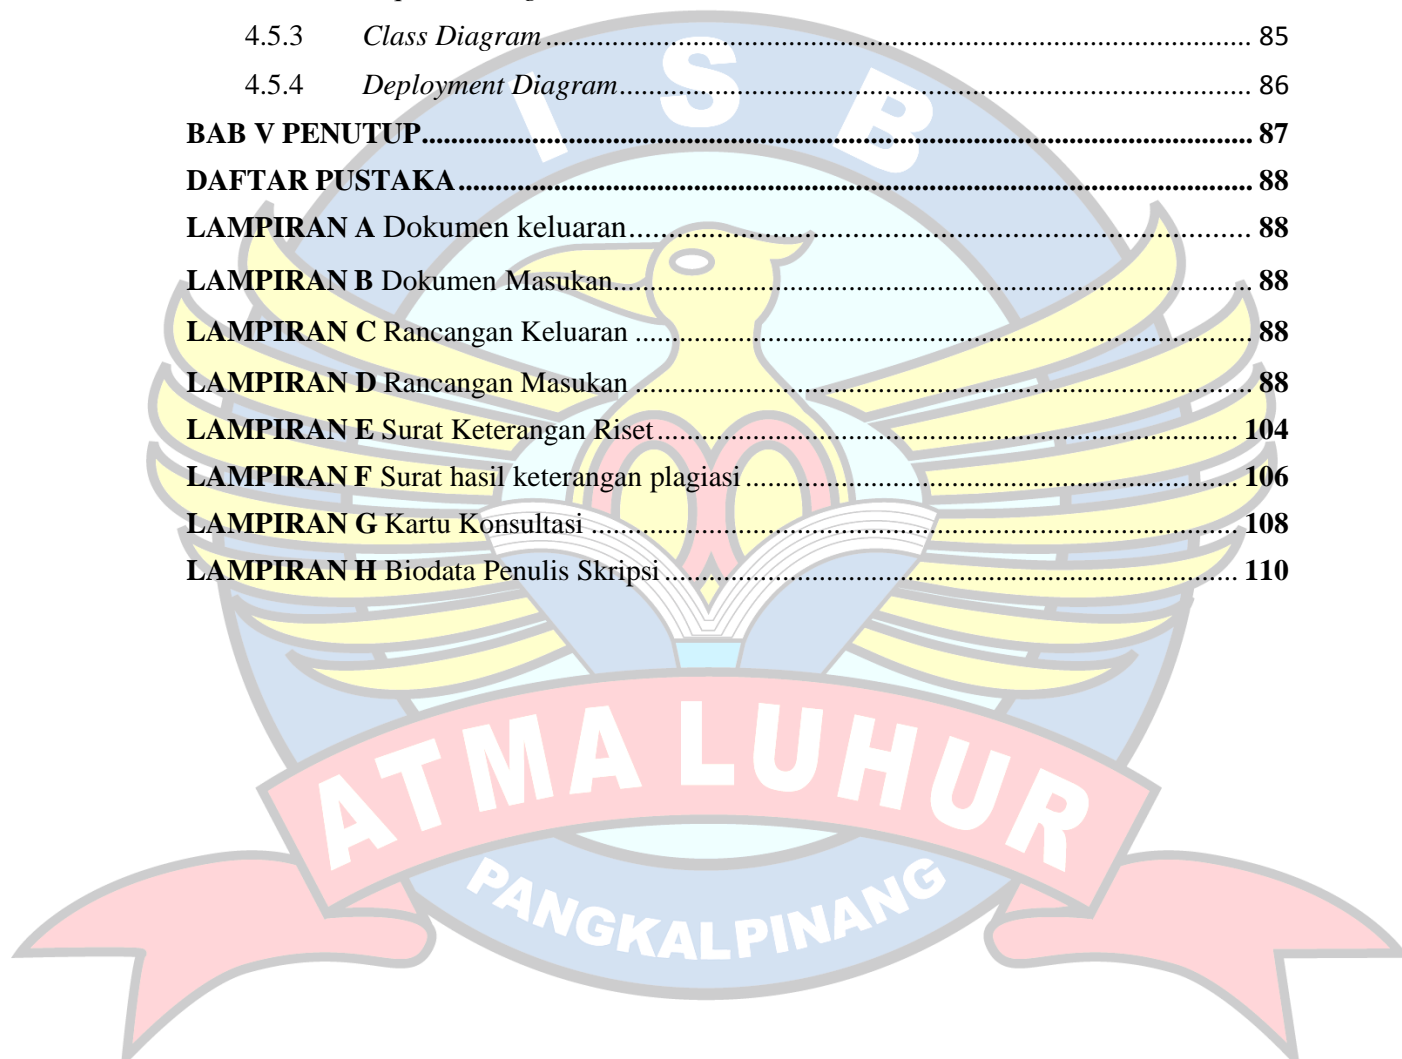 4.5.3 Class Diagram........ 85
4.5.4 Deployment Diagram........ 86
BAB V PENUTUP........ 87
DAFTAR PUSTAKA........ 88
LAMPIRAN A Dokumen keluaran........ 88
LAMPIRAN B Dokumen Masukan........ 88
LAMPIRAN C Rancangan Keluaran ........ 88
LAMPIRAN D Rancangan Masukan ........ 88
LAMPIRAN E Surat Keterangan Riset........ 104
LAMPIRAN F Surat hasil keterangan plagiasi ........ 106
LAMPIRAN G Kartu Konsultasi ........ 108
LAMPIRAN H Biodata Penulis Skripsi ........ 110
I S B
ATMA LUHUR
PANGKALPINANG